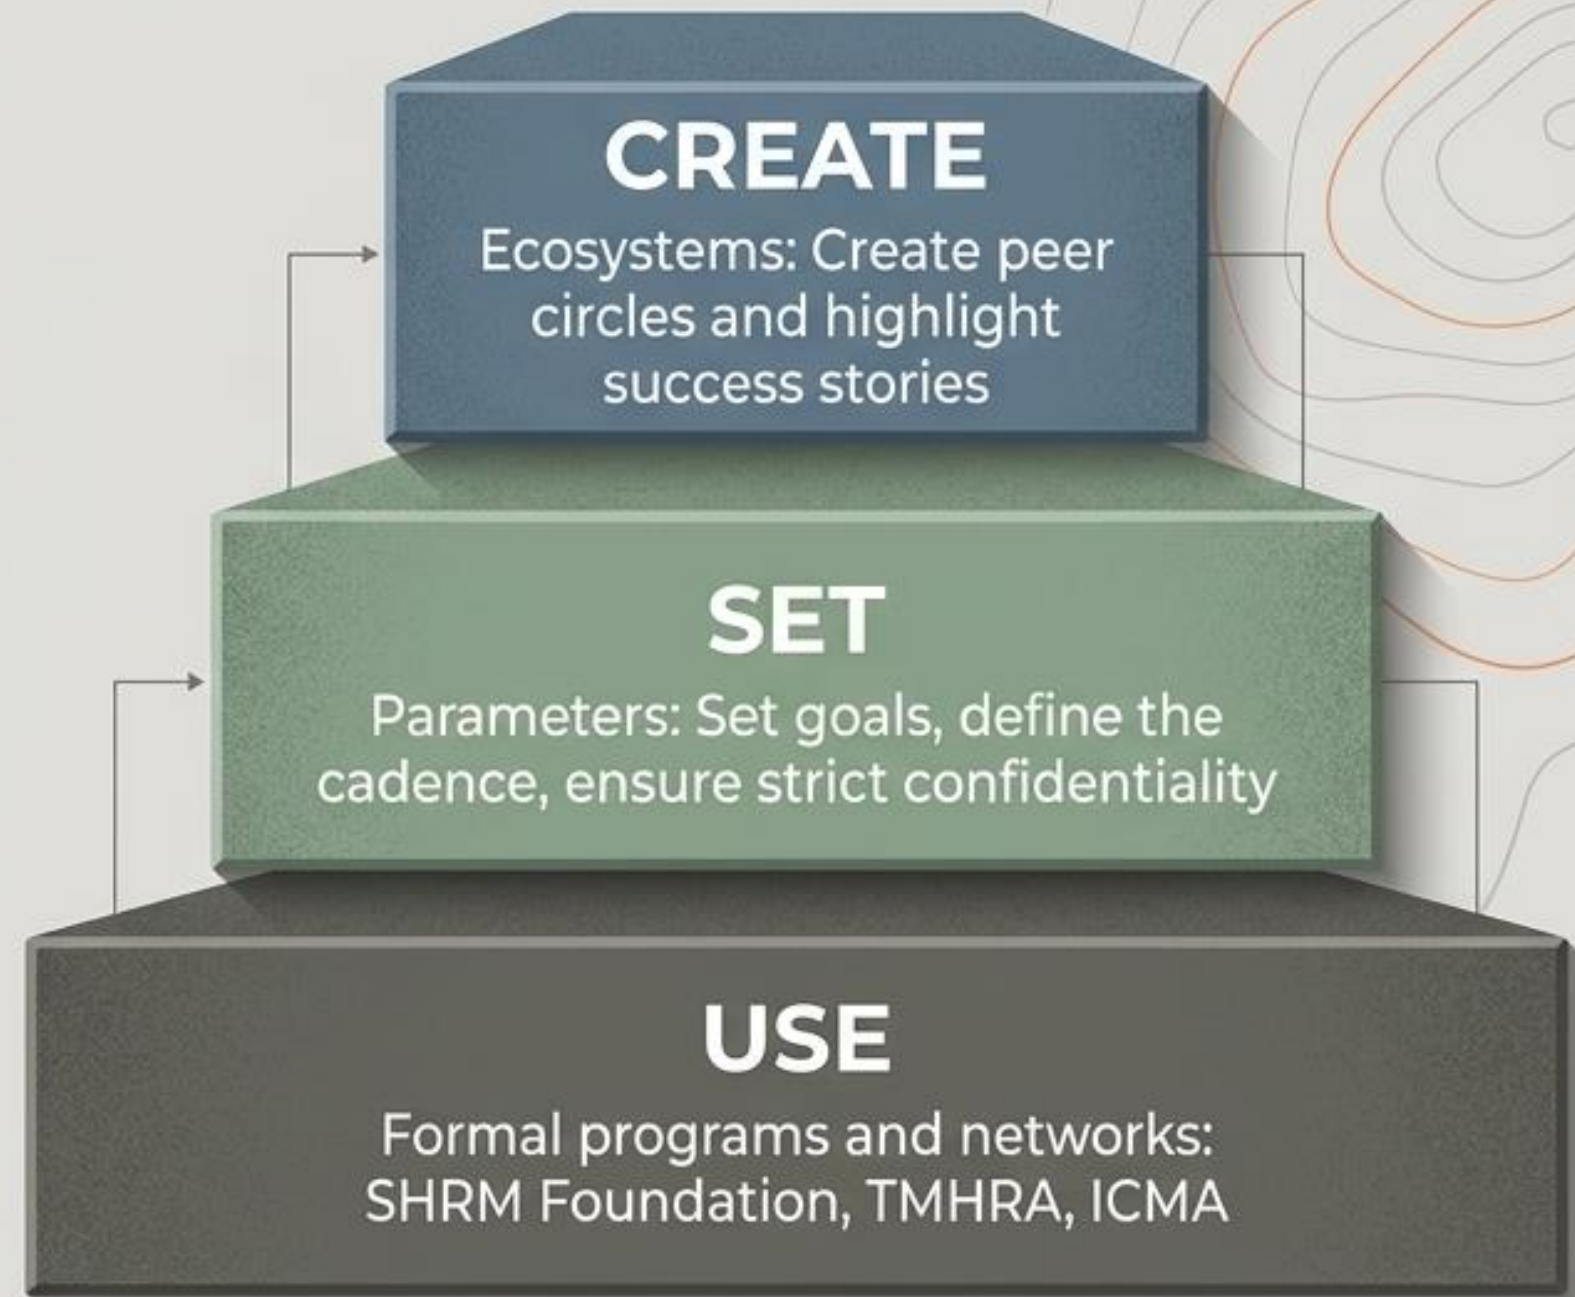 CREATE
Ecosystems: Create peer
circles and highlight
success stories
SET
Parameters: Set goals, define the
cadence, ensure strict confidentiality
USE
Formal programs and networks:
SHRM Foundation, TMHRA, ICMA